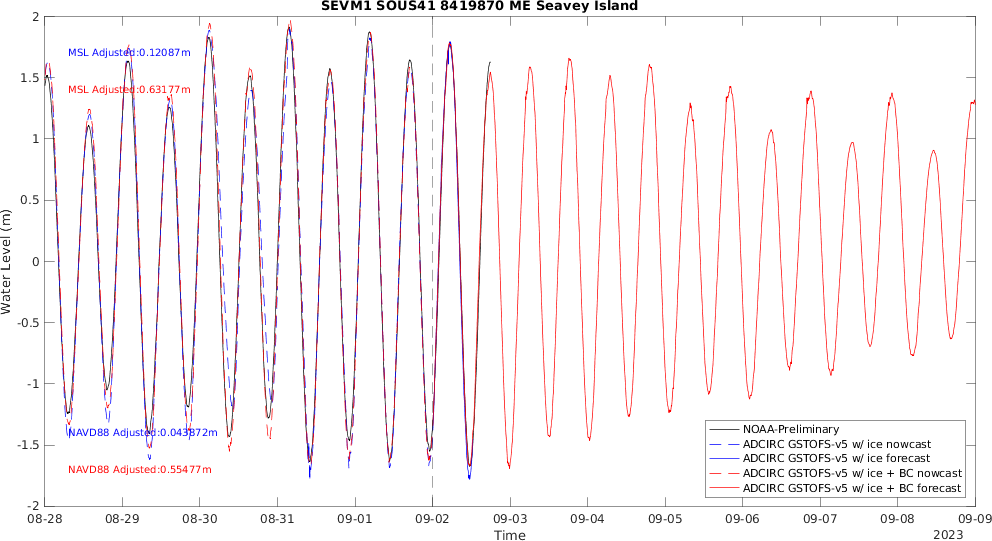 SEVM1 SOUS41 8419870 ME Seavey Island
2
1.5
1
0.5
0
-0.5
-1
-1.5
-2
Water Level (m)
MSL Adjusted:0.12087m
MSL Adjusted:0.63177m
NAVD88 Adjusted:0.043872m
NAVD88 Adjusted:0.55477m
NOAA-Preliminary
ADCIRC GSTOFS-v5 w/ ice nowcast
ADCIRC GSTOFS-v5 w/ ice forecast
ADCIRC GSTOFS-v5 w/ ice + BC nowcast
ADCIRC GSTOFS-v5 w/ ice + BC forecast
08-28 08-29 08-30 08-31 09-01 09-02 09-03 09-04 09-05 09-06 09-07 09-08 09-09
Time
2023